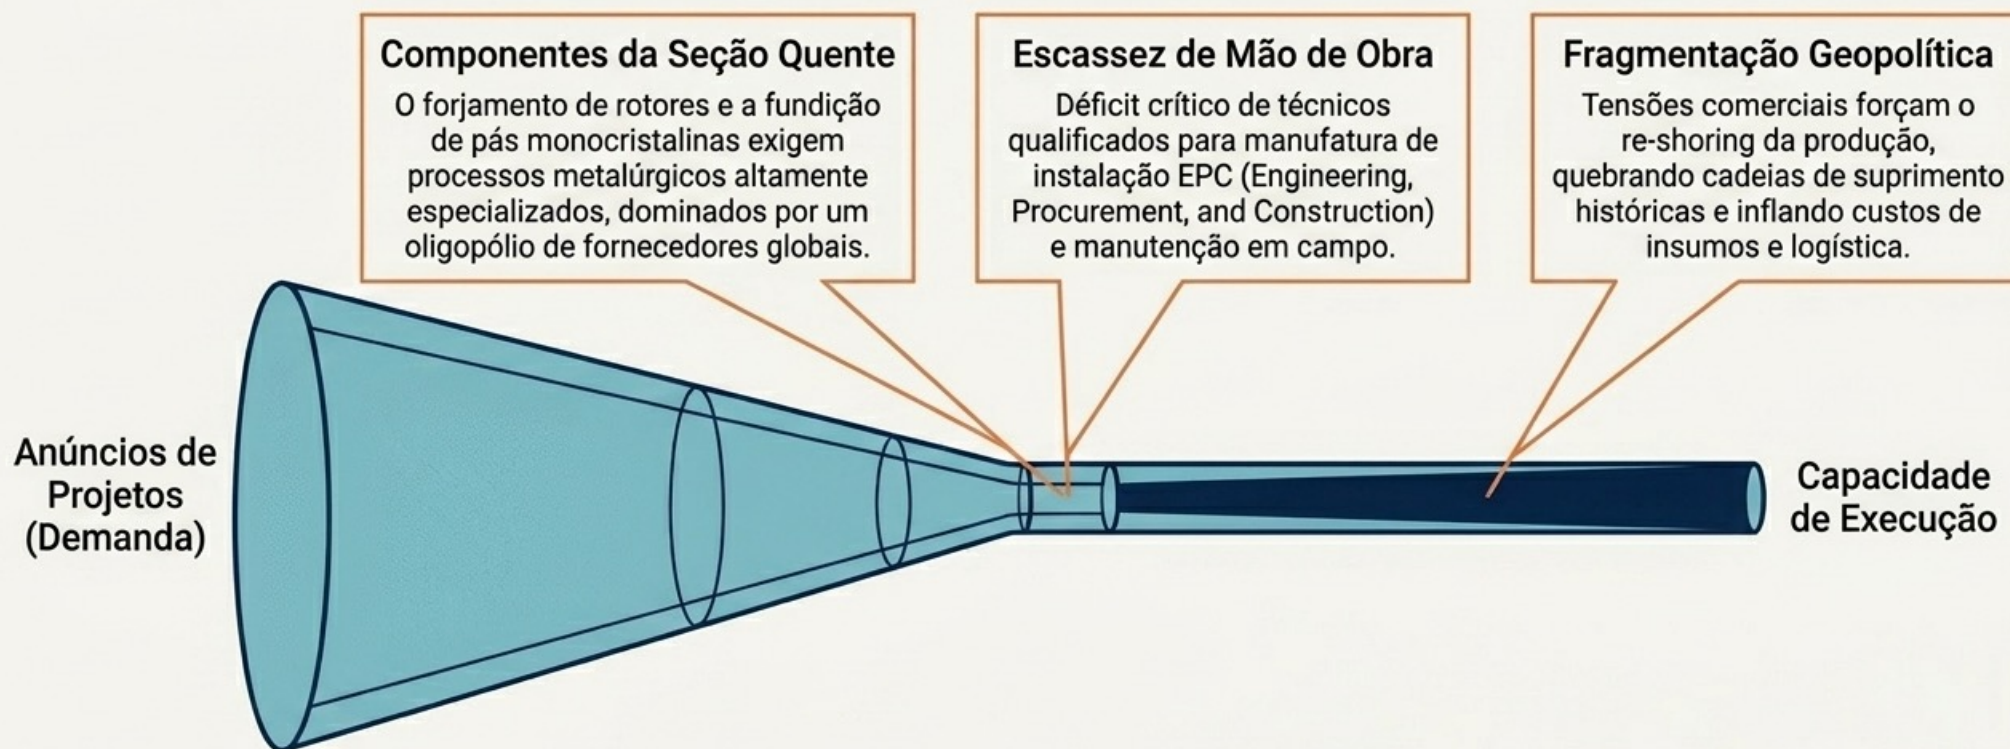 Componentes da Seção Quente
O forjamento de rotores e a fundição
de pás monocristalinas exigem
processos metalúrgicos altamente
especializados, dominados por um
oligopólio de fornecedores globais.
Escassez de Mão de Obra
Déficit crítico de técnicos
qualificados para manufatura de
instalação EPC (Engineering,
Procurement, and Construction)
e manutenção em campo.
Fragmentação Geopolítica
Tensões comerciais forçam o
re-shoring da produção,
quebrando cadeias de suprimento
históricas e inflando custos de
insumos e logística.
Anúncios de
Projetos
(Demanda)
Capacidade
de Execução